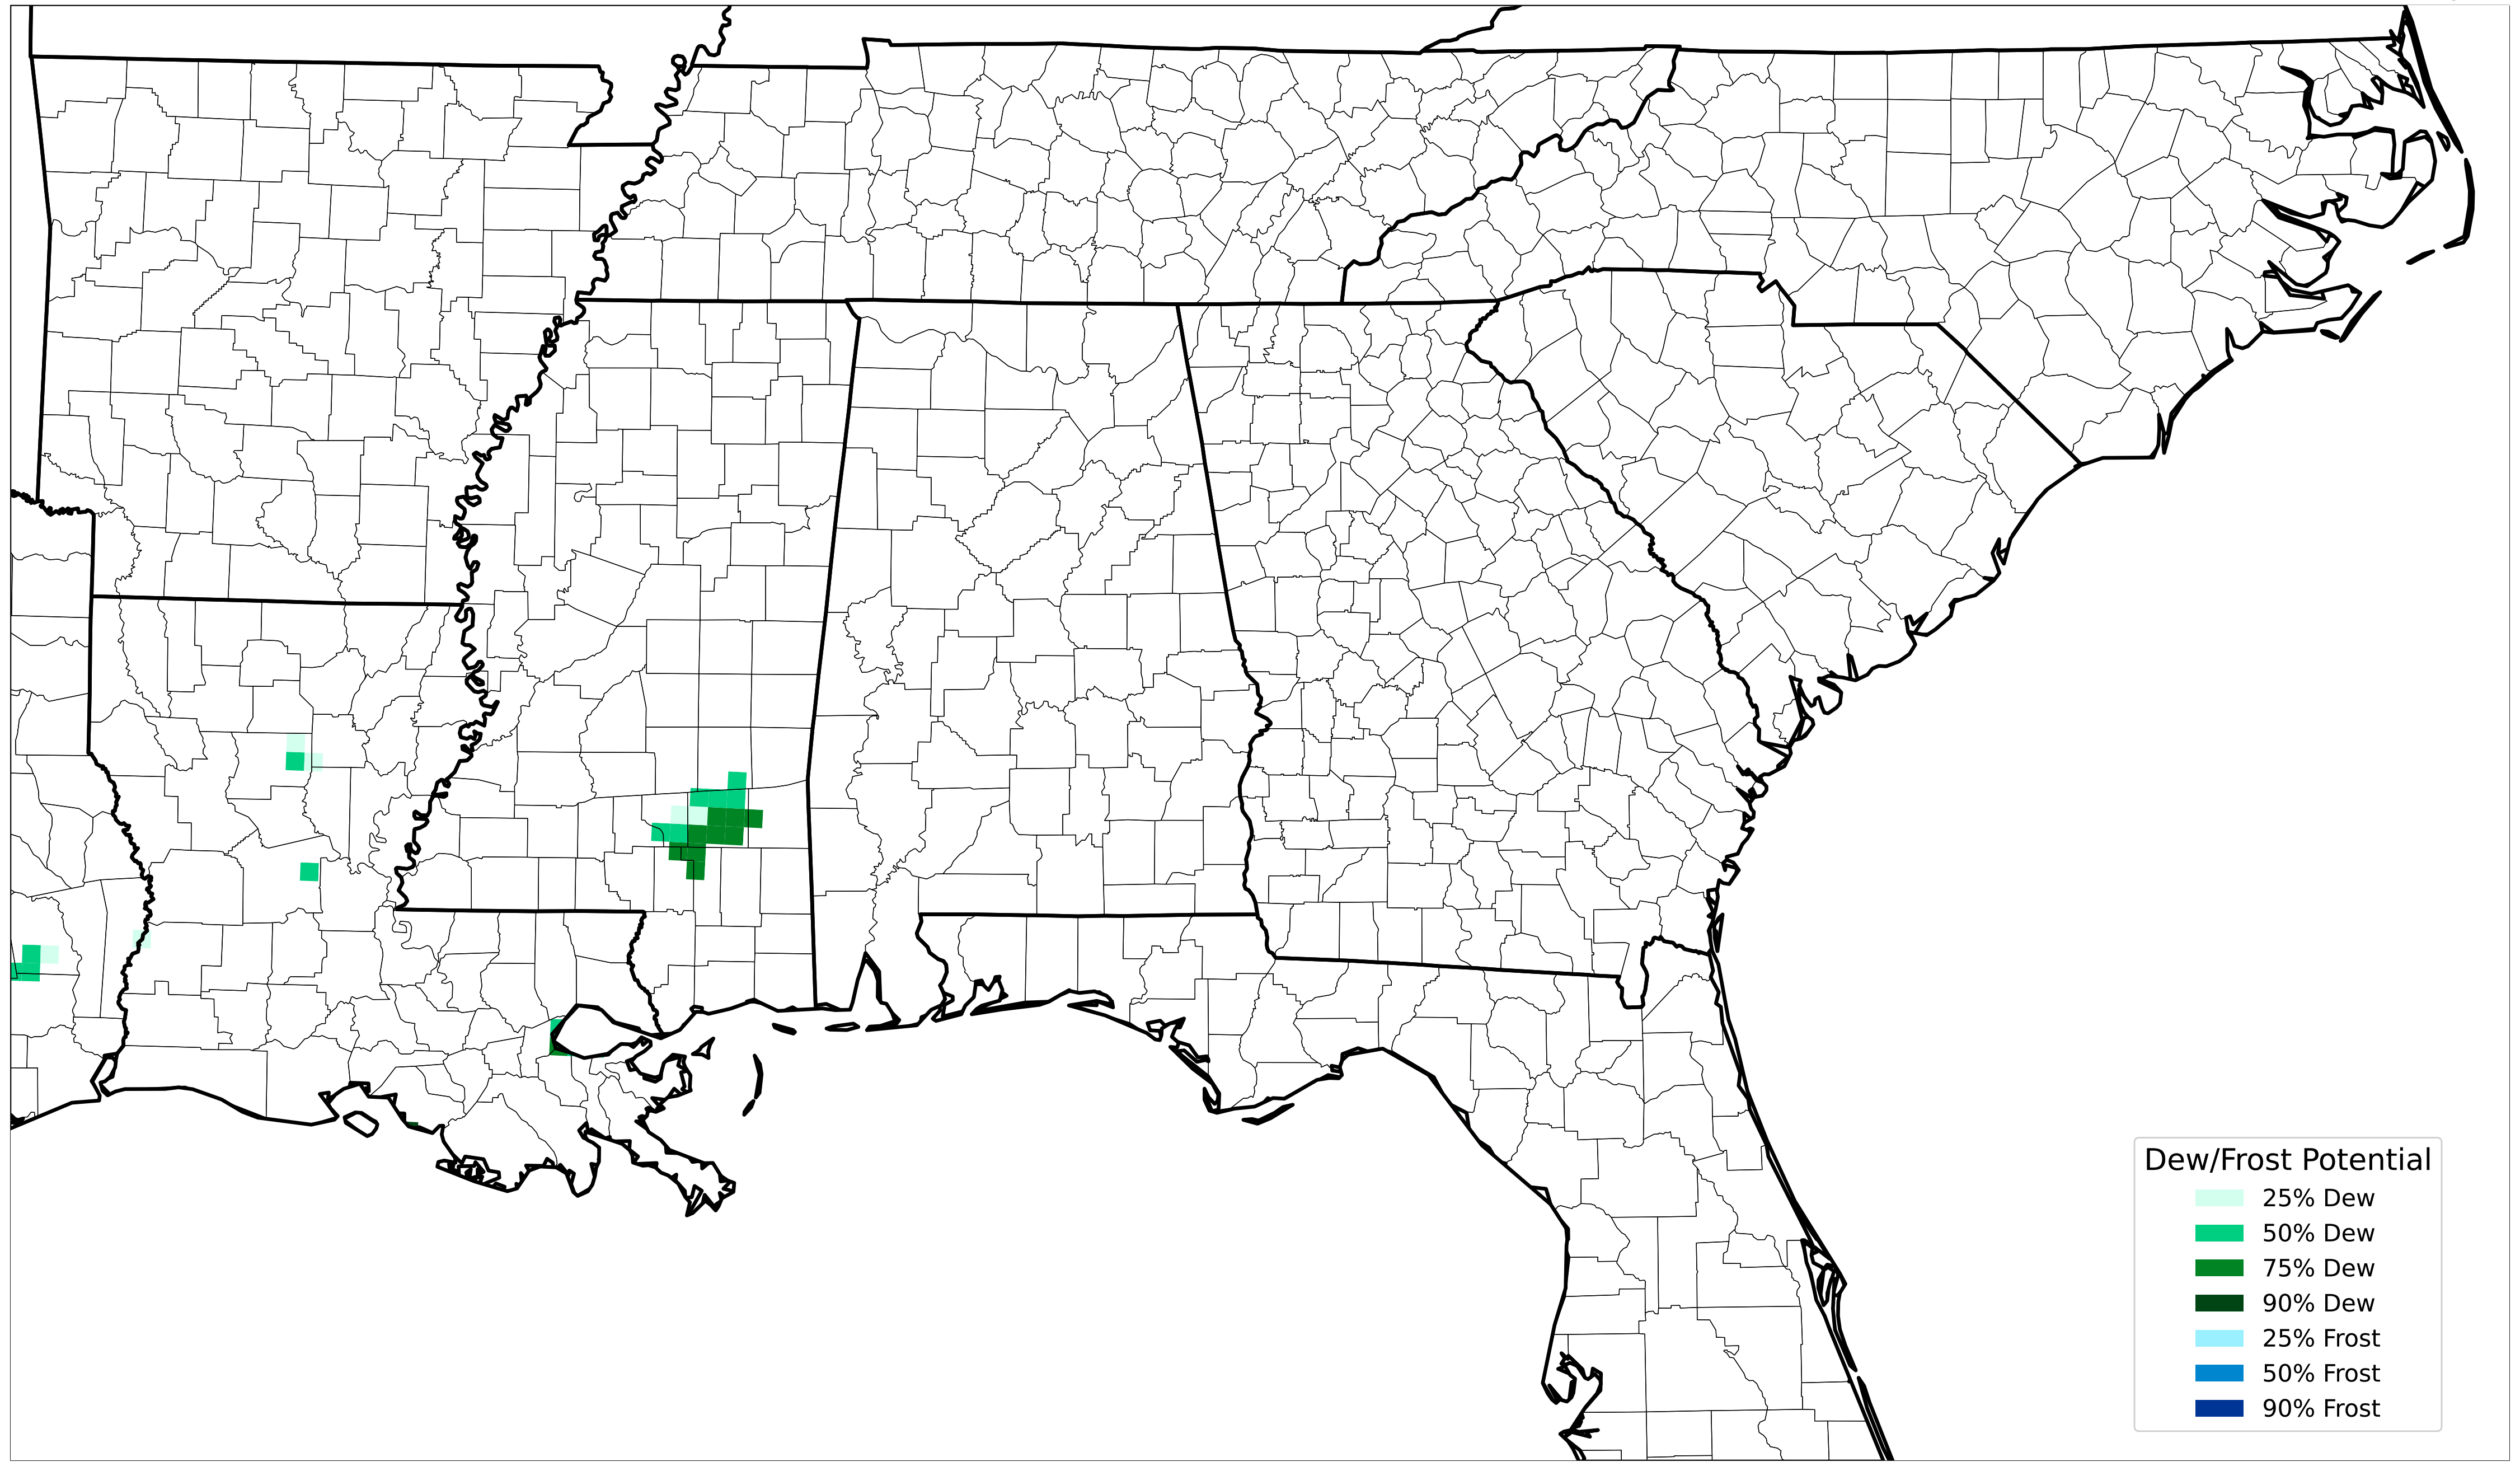 Dew/Frost Potential
25% Dew
50% Dew
75% Dew
90% Dew
25% Frost
50% Frost
90% Frost